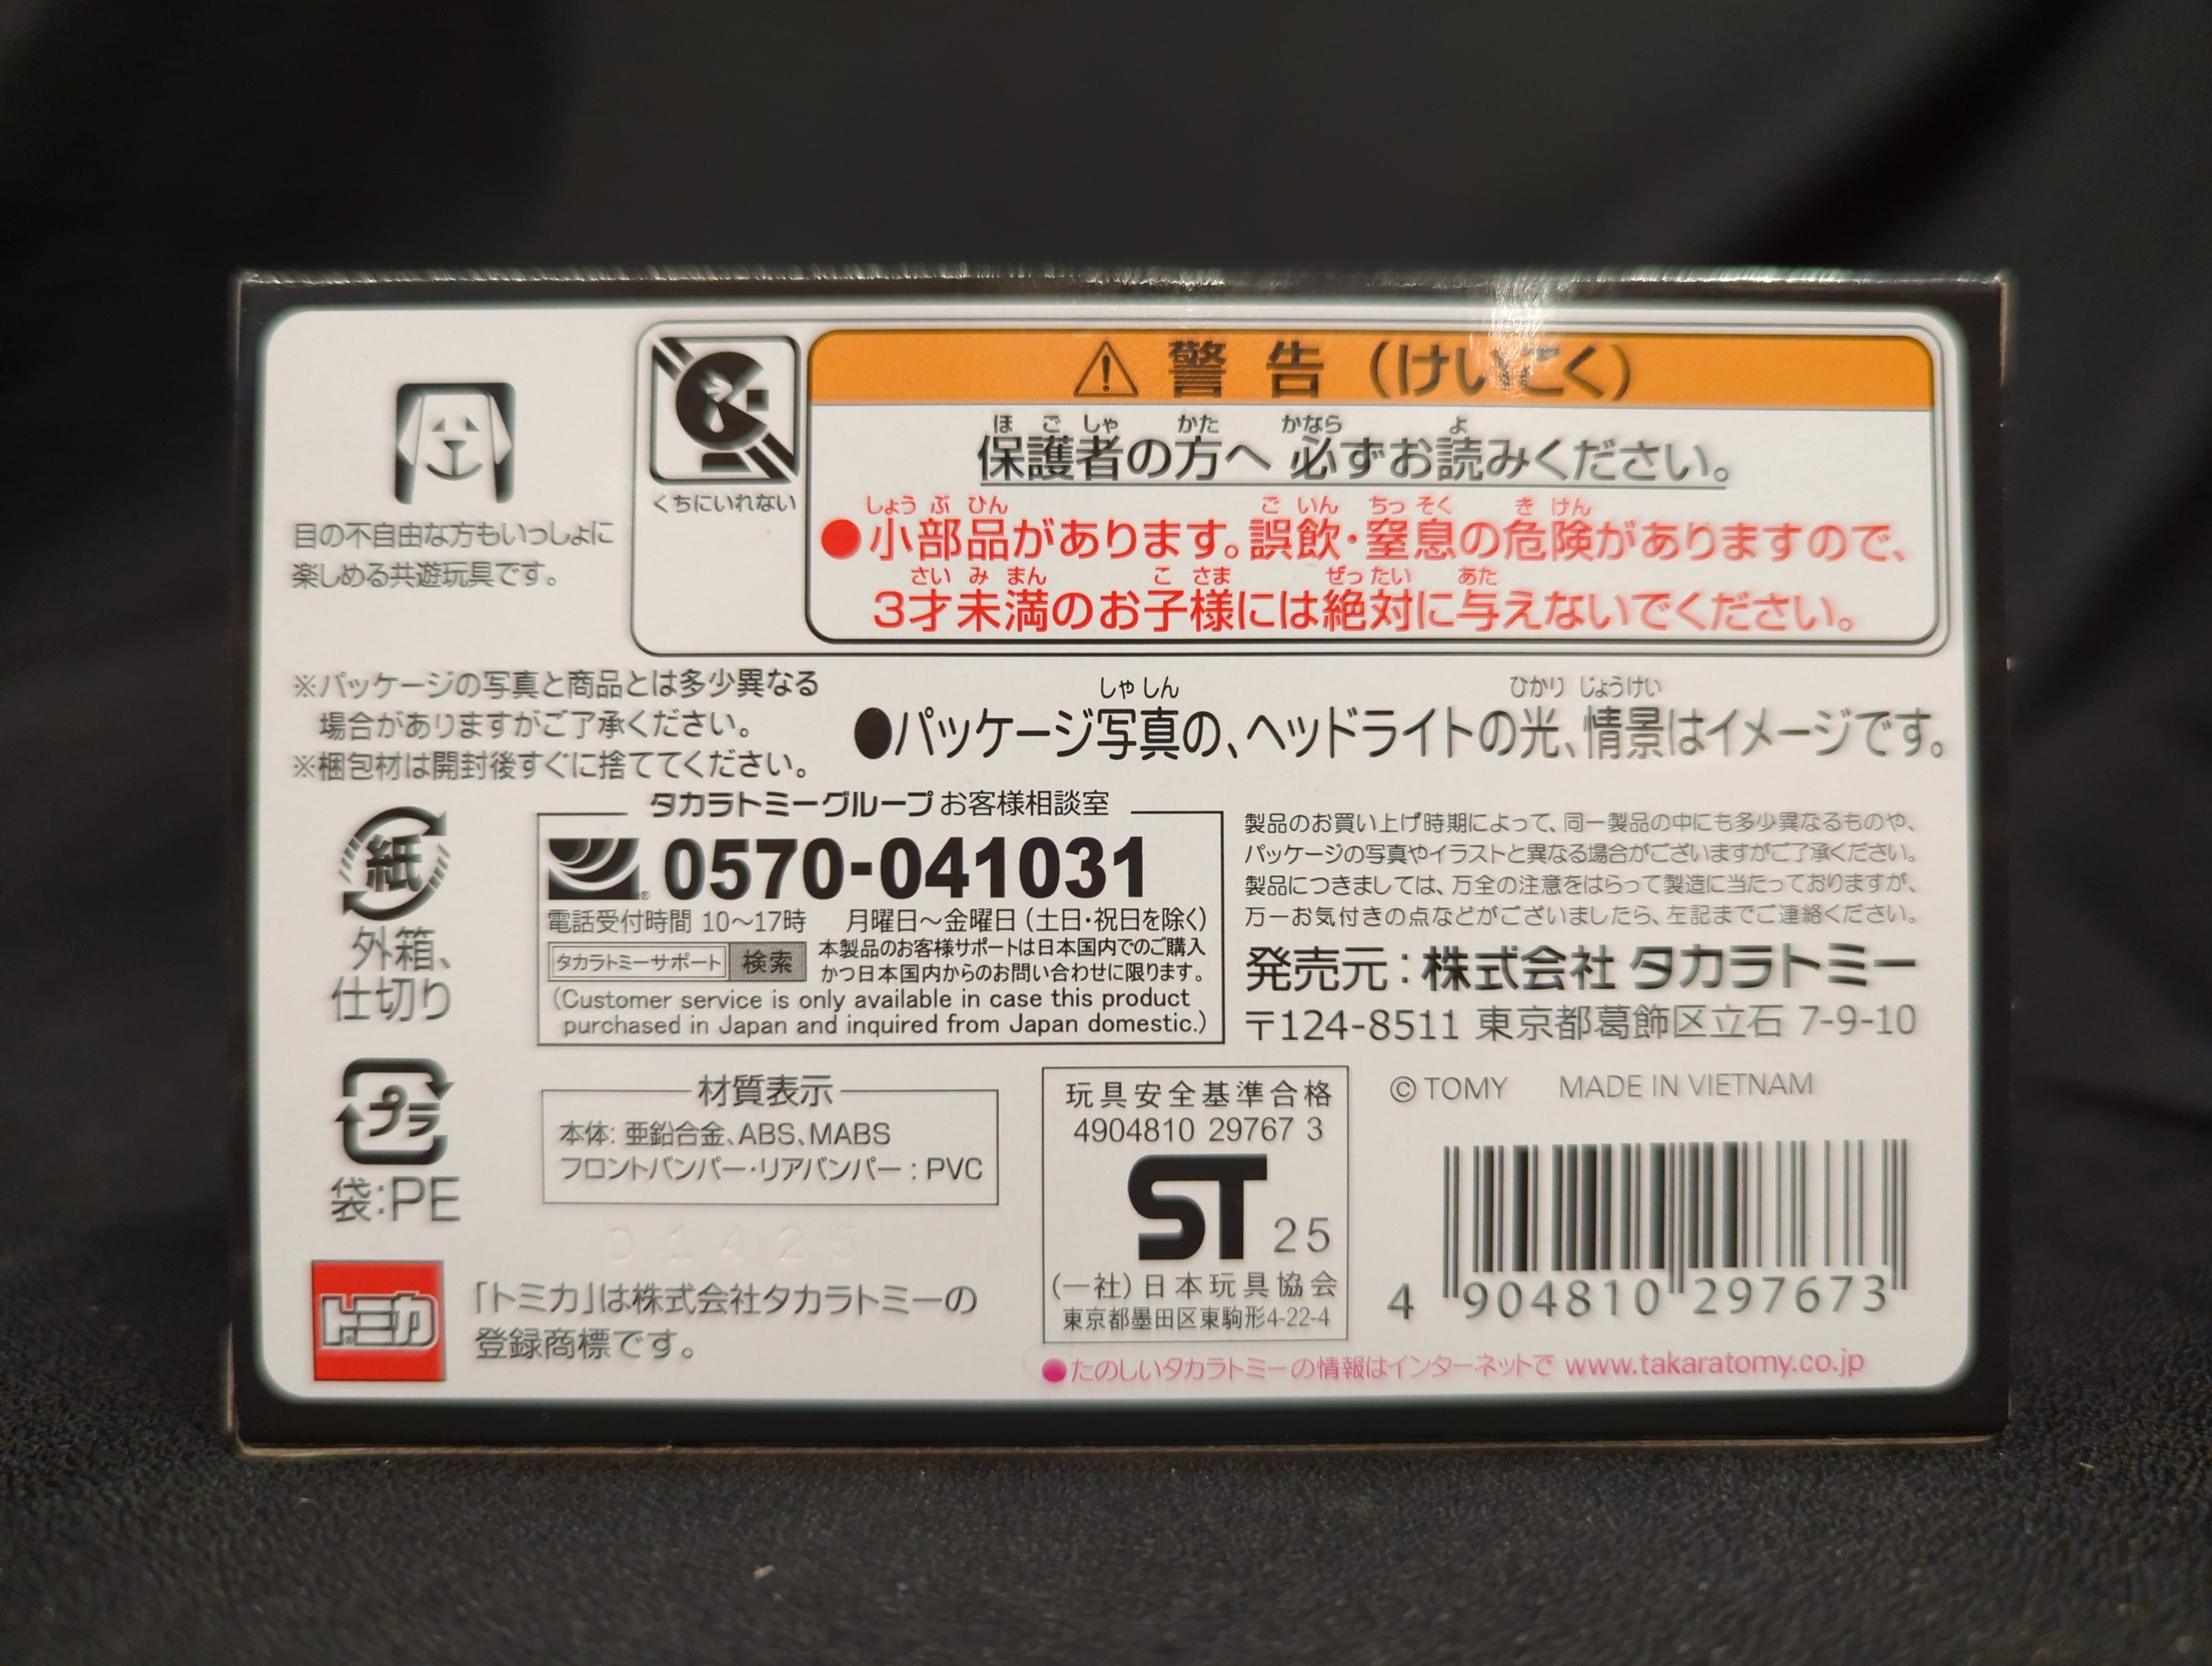 警告（けいこく）
保護者の方へ 必ずお読みください。
ほ ご しゃ かた かなら よ
くちにいれない
●小部品があります。誤飲・窒息の危険がありますので、
しょう ぶ ひん ご いん ちっ そく き けん
3才未満のお子様には絶対に与えないでください。
さい み まん こ さま ぜっ たい あた
目の不自由な方もいっしょに
楽しめる共遊玩具です。
※パッケージの写真と商品とは多少異なる
場合がありますがご了承ください。
※梱包材は開封後すぐに捨ててください。
●パッケージ写真の、ヘッドライトの光、情景はイメージです。
しゃ しん ひかり じょうけい
紙
外箱、
仕切り
プラ
袋:PE
タカラトミーグループお客様相談室
0570-041031
電話受付時間 10〜17時 月曜日〜金曜日（土日・祝日を除く）
タカラトミーサポート 検索
本製品のお客様サポートは日本国内でのご購入
かつ日本国内からのお問い合わせに限ります。
(Customer service is only available in case this product
purchased in Japan and inquired from Japan domestic.)
製品のお買い上げ時期によって、同一製品の中にも多少異なるものや、
パッケージの写真やイラストと異なる場合がございますがご了承ください。
製品につきましては、万全の注意をはらって製造に当たっておりますが、
万一お気付きの点などがございましたら、左記までご連絡ください。
発売元：株式会社 タカラトミー
〒124-8511 東京都葛飾区立石 7-9-10
材質表示
本体: 亜鉛合金、ABS、MABS
フロントバンパー・リアバンパー：PVC
玩具安全基準合格
4904810 29767 3
ST 25
(一社) 日本玩具協会
東京都墨田区東駒形4-22-4
© TOMY MADE IN VIETNAM
4 904810 297673
トミカ
「トミカ」は株式会社タカラトミーの
登録商標です。
●たのしいタカラトミーの情報はインターネットで www.takaratomy.co.jp